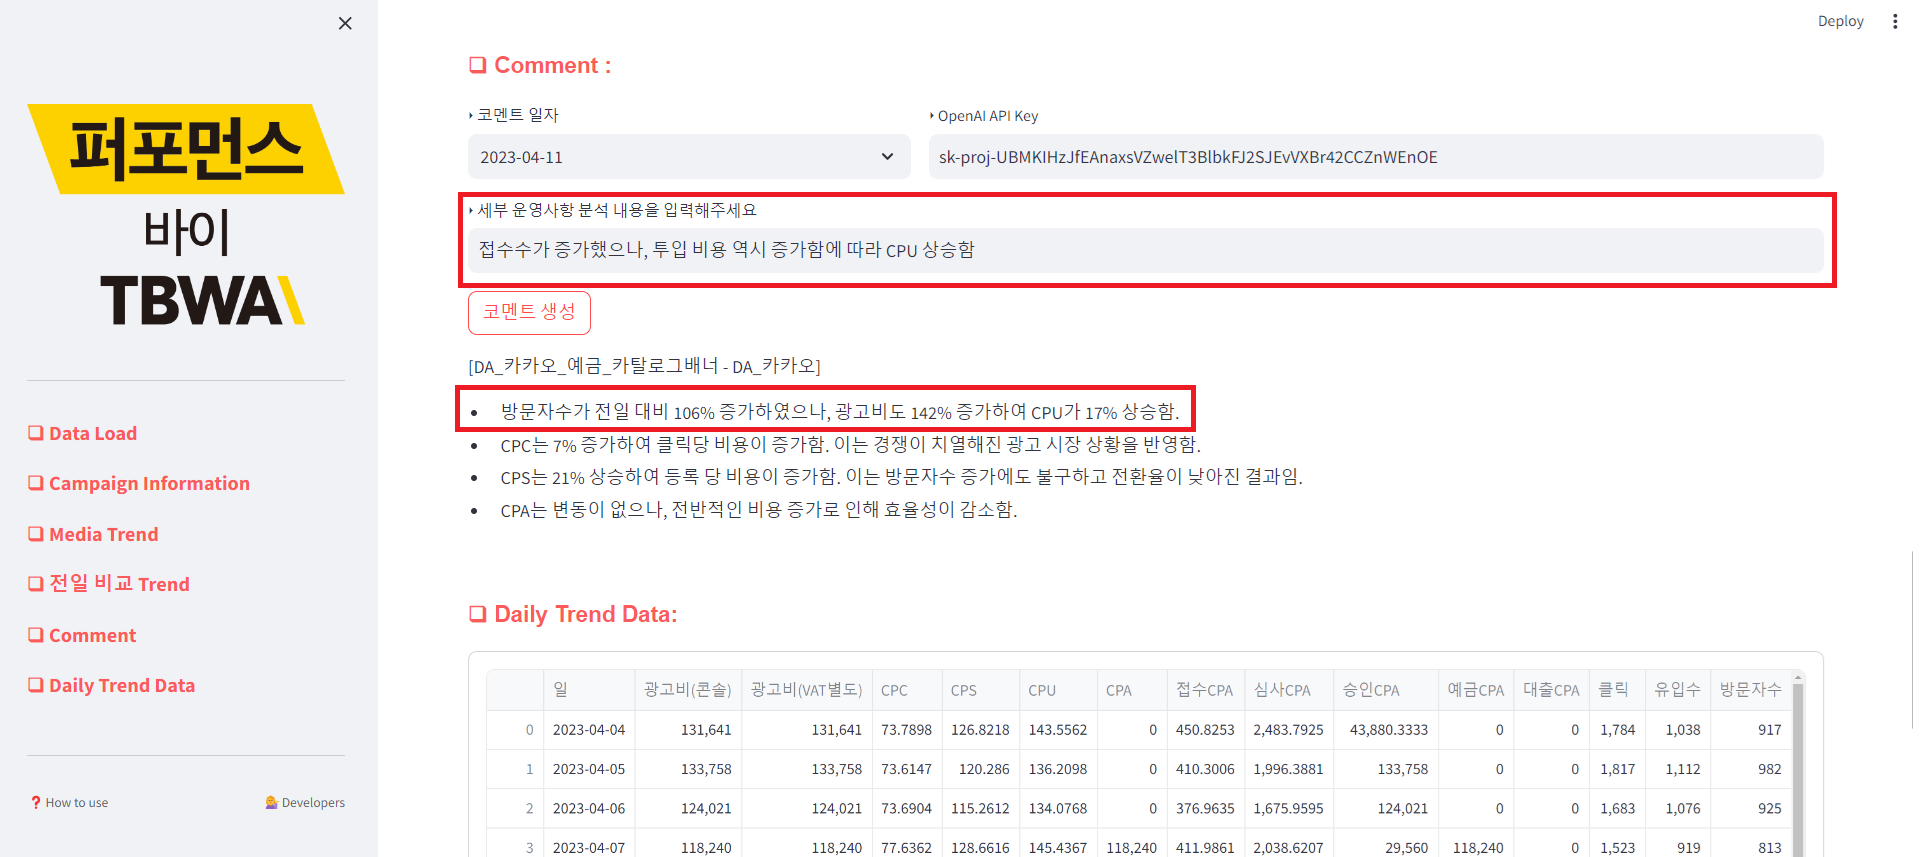 Deploy
퍼포먼스
바이
TBWA\
❏ Data Load
❏ Campaign Information
❏ Media Trend
❏ 전일 비교 Trend
❏ Comment
❏ Daily Trend Data
❓ How to use
Developers
❏ Comment :
‣ 코멘트 일자
‣ OpenAI API Key
2023-04-11
sk-proj-UBMKIHzJfEAnaxsVZwelT3BlbkFJ2SJEvVXBr42CCZnWEnOE
‣ 세부 운영사항 분석 내용을 입력해주세요
접수수가 증가했으나, 투입 비용 역시 증가함에 따라 CPU 상승함
코멘트 생성
[DA_카카오_예금_카탈로그배너 - DA_카카오]
• 방문자수가 전일 대비 106% 증가하였으나, 광고비도 142% 증가하여 CPU가 17% 상승함.
• CPC는 7% 증가하여 클릭당 비용이 증가함. 이는 경쟁이 치열해진 광고 시장 상황을 반영함.
• CPS는 21% 상승하여 등록 당 비용이 증가함. 이는 방문자수 증가에도 불구하고 전환율이 낮아진 결과임.
• CPA는 변동이 없으나, 전반적인 비용 증가로 인해 효율성이 감소함.
❏ Daily Trend Data:
일 광고비(콘솔) 광고비(VAT별도) CPC CPS CPU CPA 접수CPA 심사CPA 승인CPA 예금CPA 대출CPA 클릭 유입수 방문자수
0 2023-04-04 131,641 131,641 73.7898 126.8218 143.5562 0 450.8253 2,483.7925 43,880.3333 0 0 1,784 1,038 917
1 2023-04-05 133,758 133,758 73.6147 120.286 136.2098 0 410.3006 1,996.3881 133,758 0 0 1,817 1,112 982
2 2023-04-06 124,021 124,021 73.6904 115.2612 134.0768 0 376.9635 1,675.9595 124,021 0 0 1,683 1,076 925
3 2023-04-07 118,240 118,240 77.6362 128.6616 145.4367 118,240 411.9861 2,038.6207 29,560 118,240 0 1,523 919 813